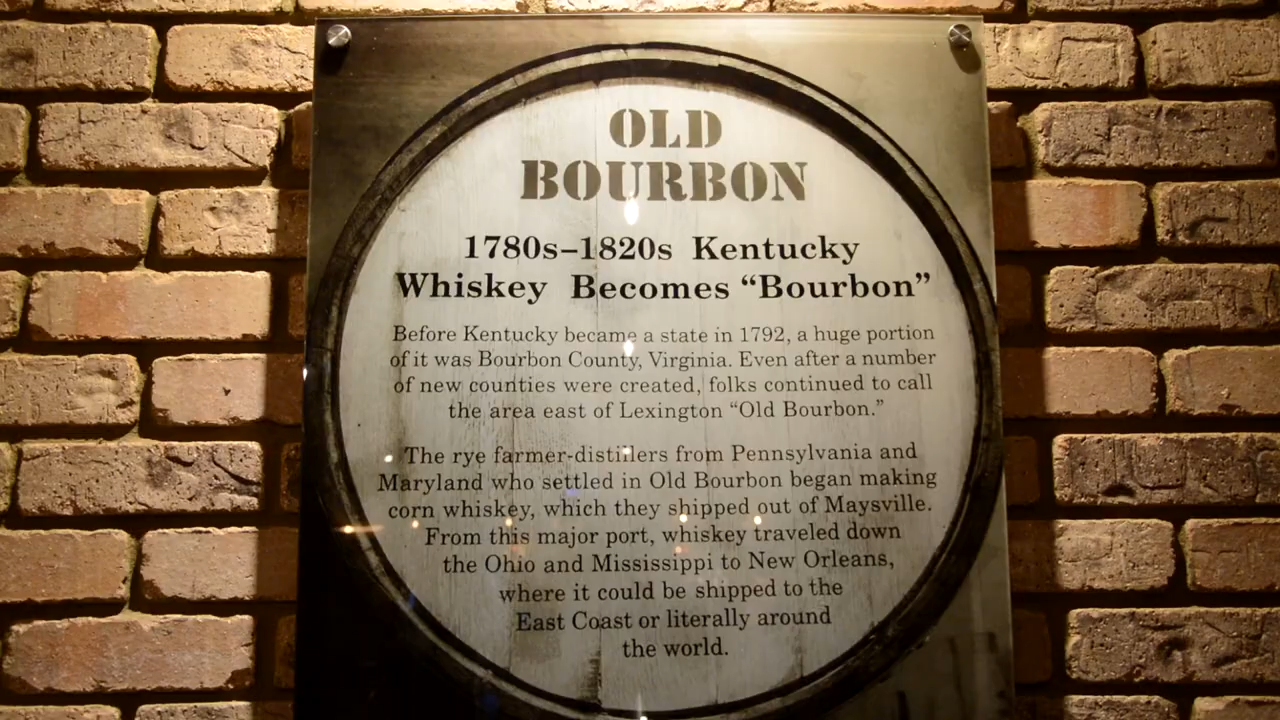 OLD
BOURBON
1780s–1820s Kentucky
Whiskey Becomes “Bourbon”
Before Kentucky became a state in 1792, a huge portion
of it was Bourbon County, Virginia. Even after a number
of new counties were created, folks continued to call
the area east of Lexington “Old Bourbon.”
The rye farmer-distillers from Pennsylvania and
Maryland who settled in Old Bourbon began making
corn whiskey, which they shipped out of Maysville.
From this major port, whiskey traveled down
the Ohio and Mississippi to New Orleans,
where it could be shipped to the
East Coast or literally around
the world.